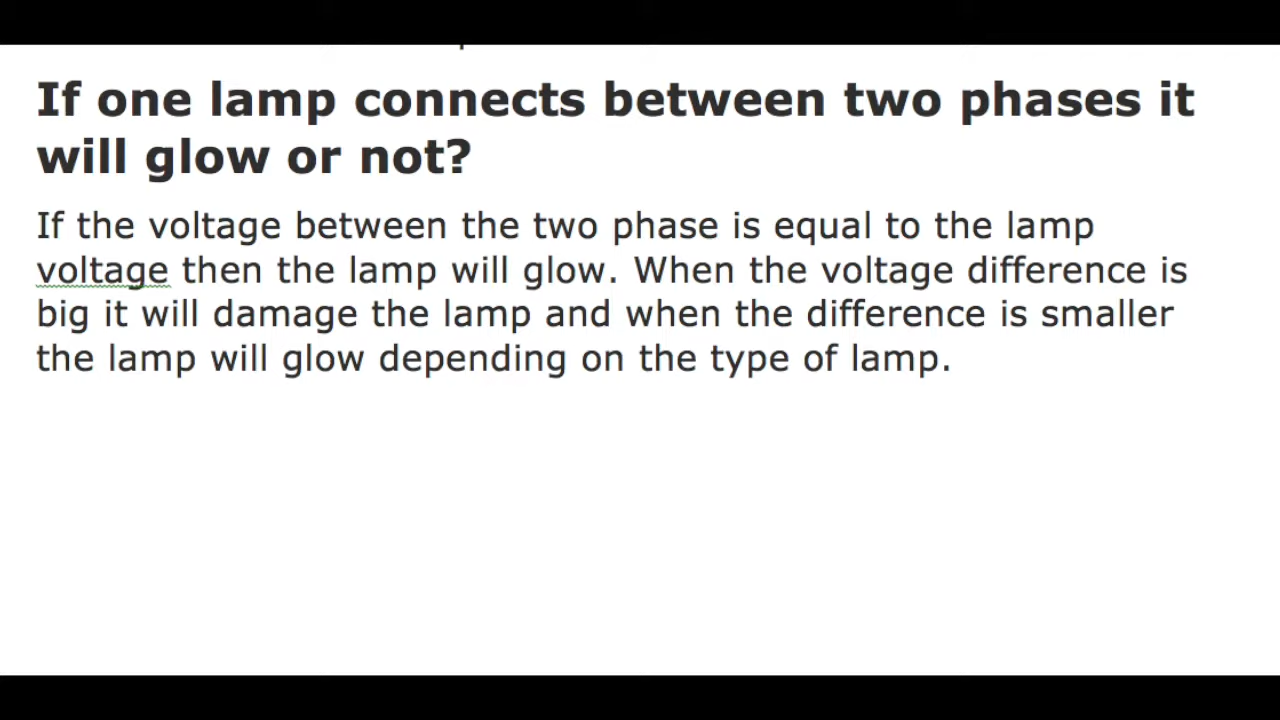 If one lamp connects between two phases it
will glow or not?
If the voltage between the two phase is equal to the lamp
voltage then the lamp will glow. When the voltage difference is
big it will damage the lamp and when the difference is smaller
the lamp will glow depending on the type of lamp.